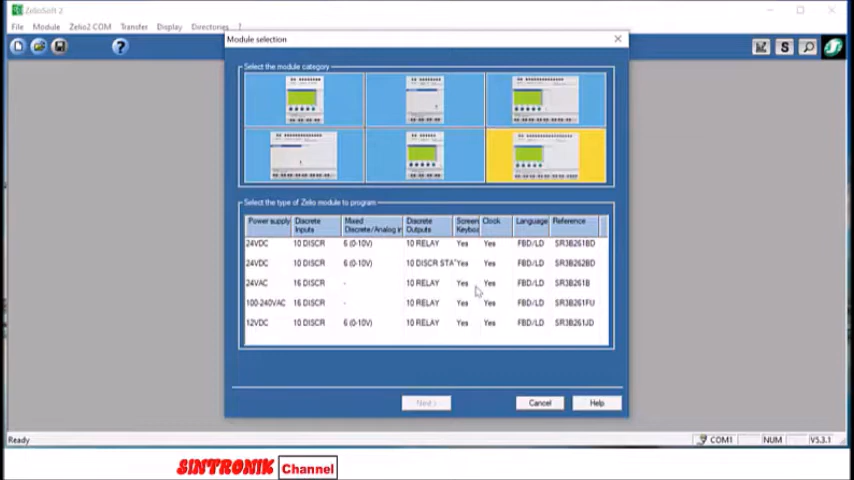 ZelioSoft 2
File Module Zelio2 COM Transfer Display Directories ?
Module selection
Select the module category
Select the type of Zelio module to program
Power supply Discrete Inputs Mixed Discrete/Analog in Discrete Outputs Screen Keyboa Clock Language Reference
24VDC 10 DISCR 6 (0-10V) 10 RELAY Yes Yes FBD/LD SR3B261BD
24VDC 10 DISCR 6 (0-10V) 10 DISCR STA Yes Yes FBD/LD SR3B262BD
24VAC 16 DISCR - 10 RELAY Yes Yes FBD/LD SR3B261B
100-240VAC 16 DISCR - 10 RELAY Yes Yes FBD/LD SR3B261FU
12VDC 10 DISCR 6 (0-10V) 10 RELAY Yes Yes FBD/LD SR3B261JD
Next > Cancel Help
Ready COM1 NUM V5.3.1
SINTRONIK Channel